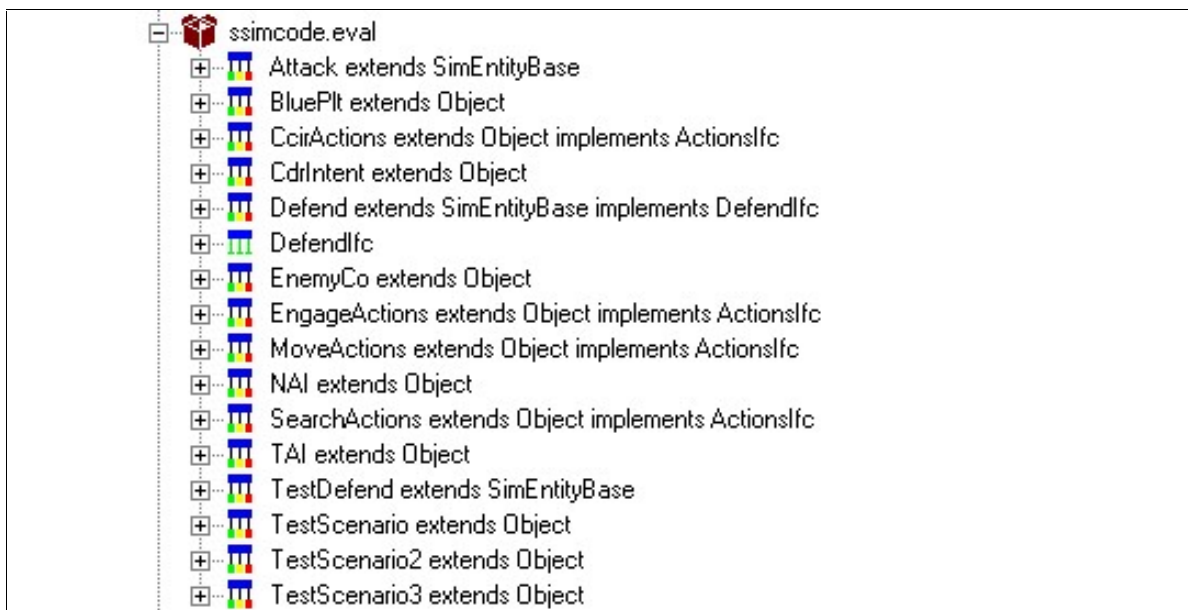 ssimcode.eval
Attack extends SimEntityBase
BluePlt extends Object
CcirActions extends Object implements ActionsIfc
CdrIntent extends Object
Defend extends SimEntityBase implements DefendIfc
DefendIfc
EnemyCo extends Object
EngageActions extends Object implements ActionsIfc
MoveActions extends Object implements ActionsIfc
NAI extends Object
SearchActions extends Object implements ActionsIfc
TAI extends Object
TestDefend extends SimEntityBase
TestScenario extends Object
TestScenario2 extends Object
TestScenario3 extends Object